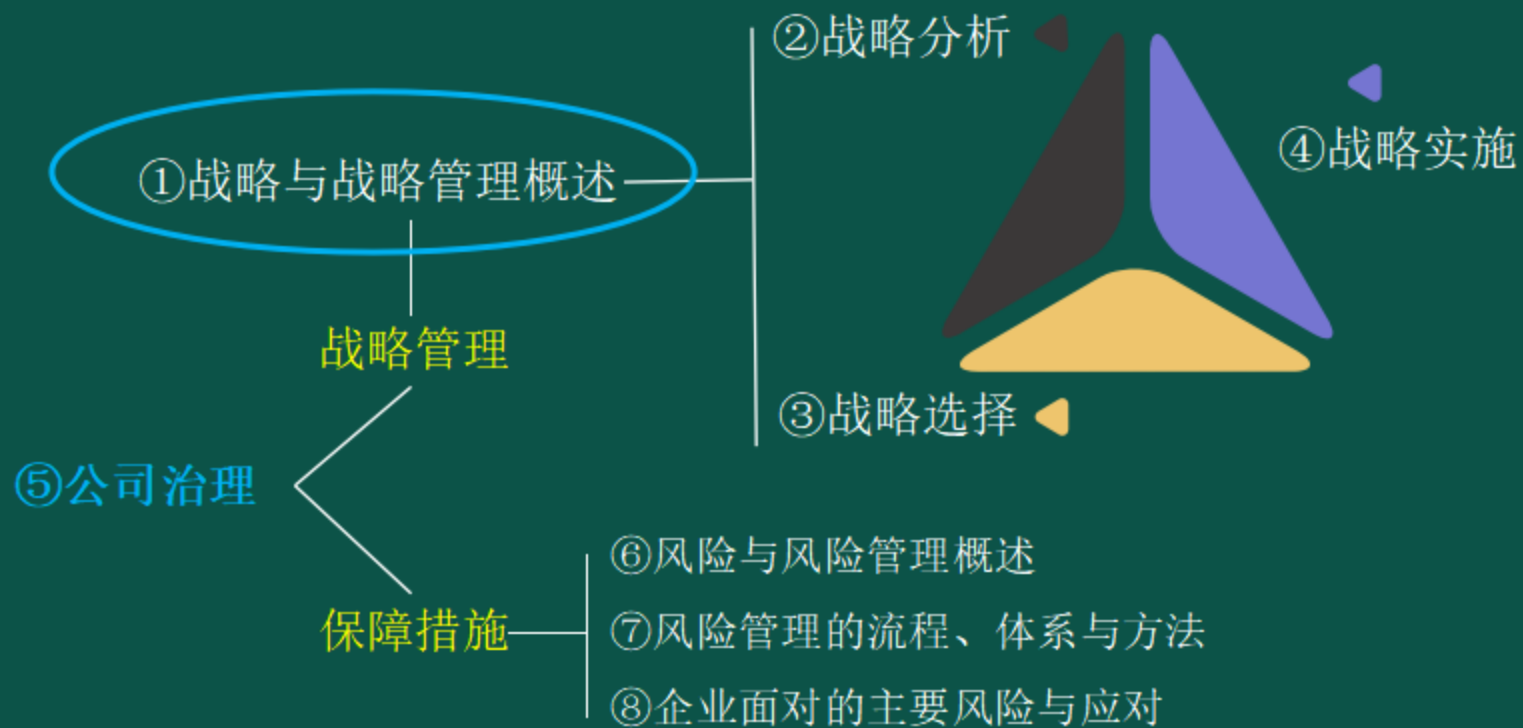 ②战略分析
④战略实施
①战略与战略管理概述
战略管理
③战略选择
⑤公司治理
⑥风险与风险管理概述
保障措施
⑦风险管理的流程、体系与方法
⑧企业面对的主要风险与应对